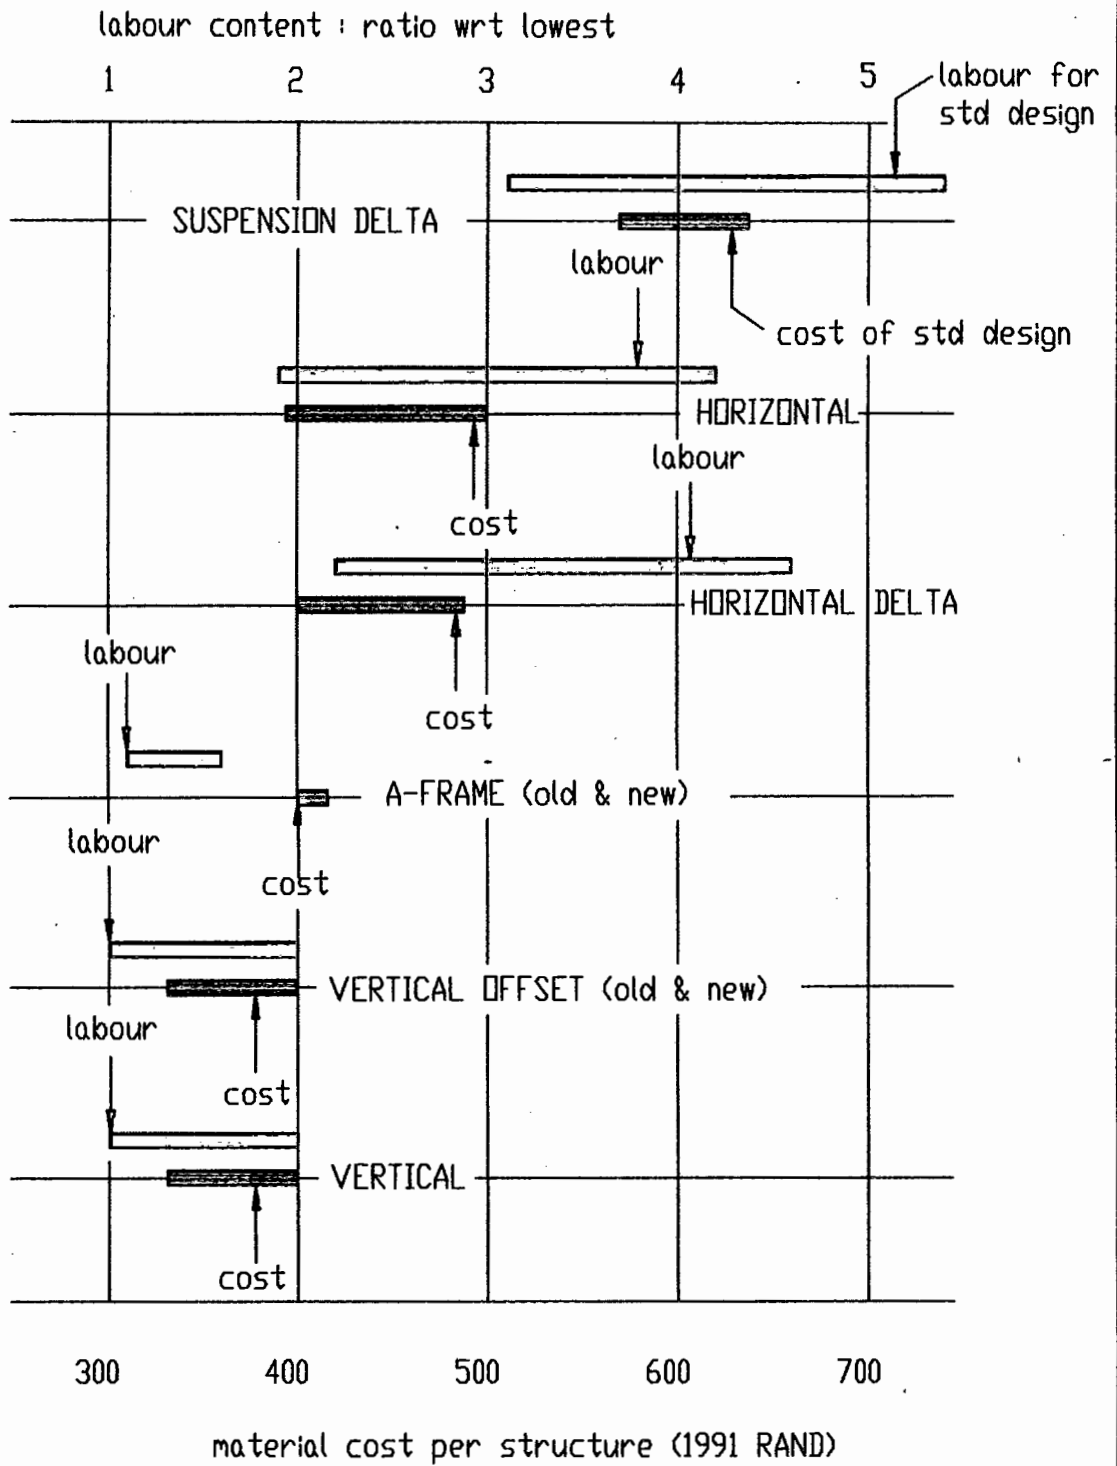 labour content : ratio wrt lowest
1 2 3 4 5
labour for
std design
SUSPENSION DELTA
labour
cost of std design
HORIZONTAL
labour
cost
HORIZONTAL DELTA
labour
cost
A-FRAME (old & new)
labour
cost
VERTICAL OFFSET (old & new)
labour
cost
VERTICAL
cost
300 400 500 600 700
material cost per structure (1991 RAND)